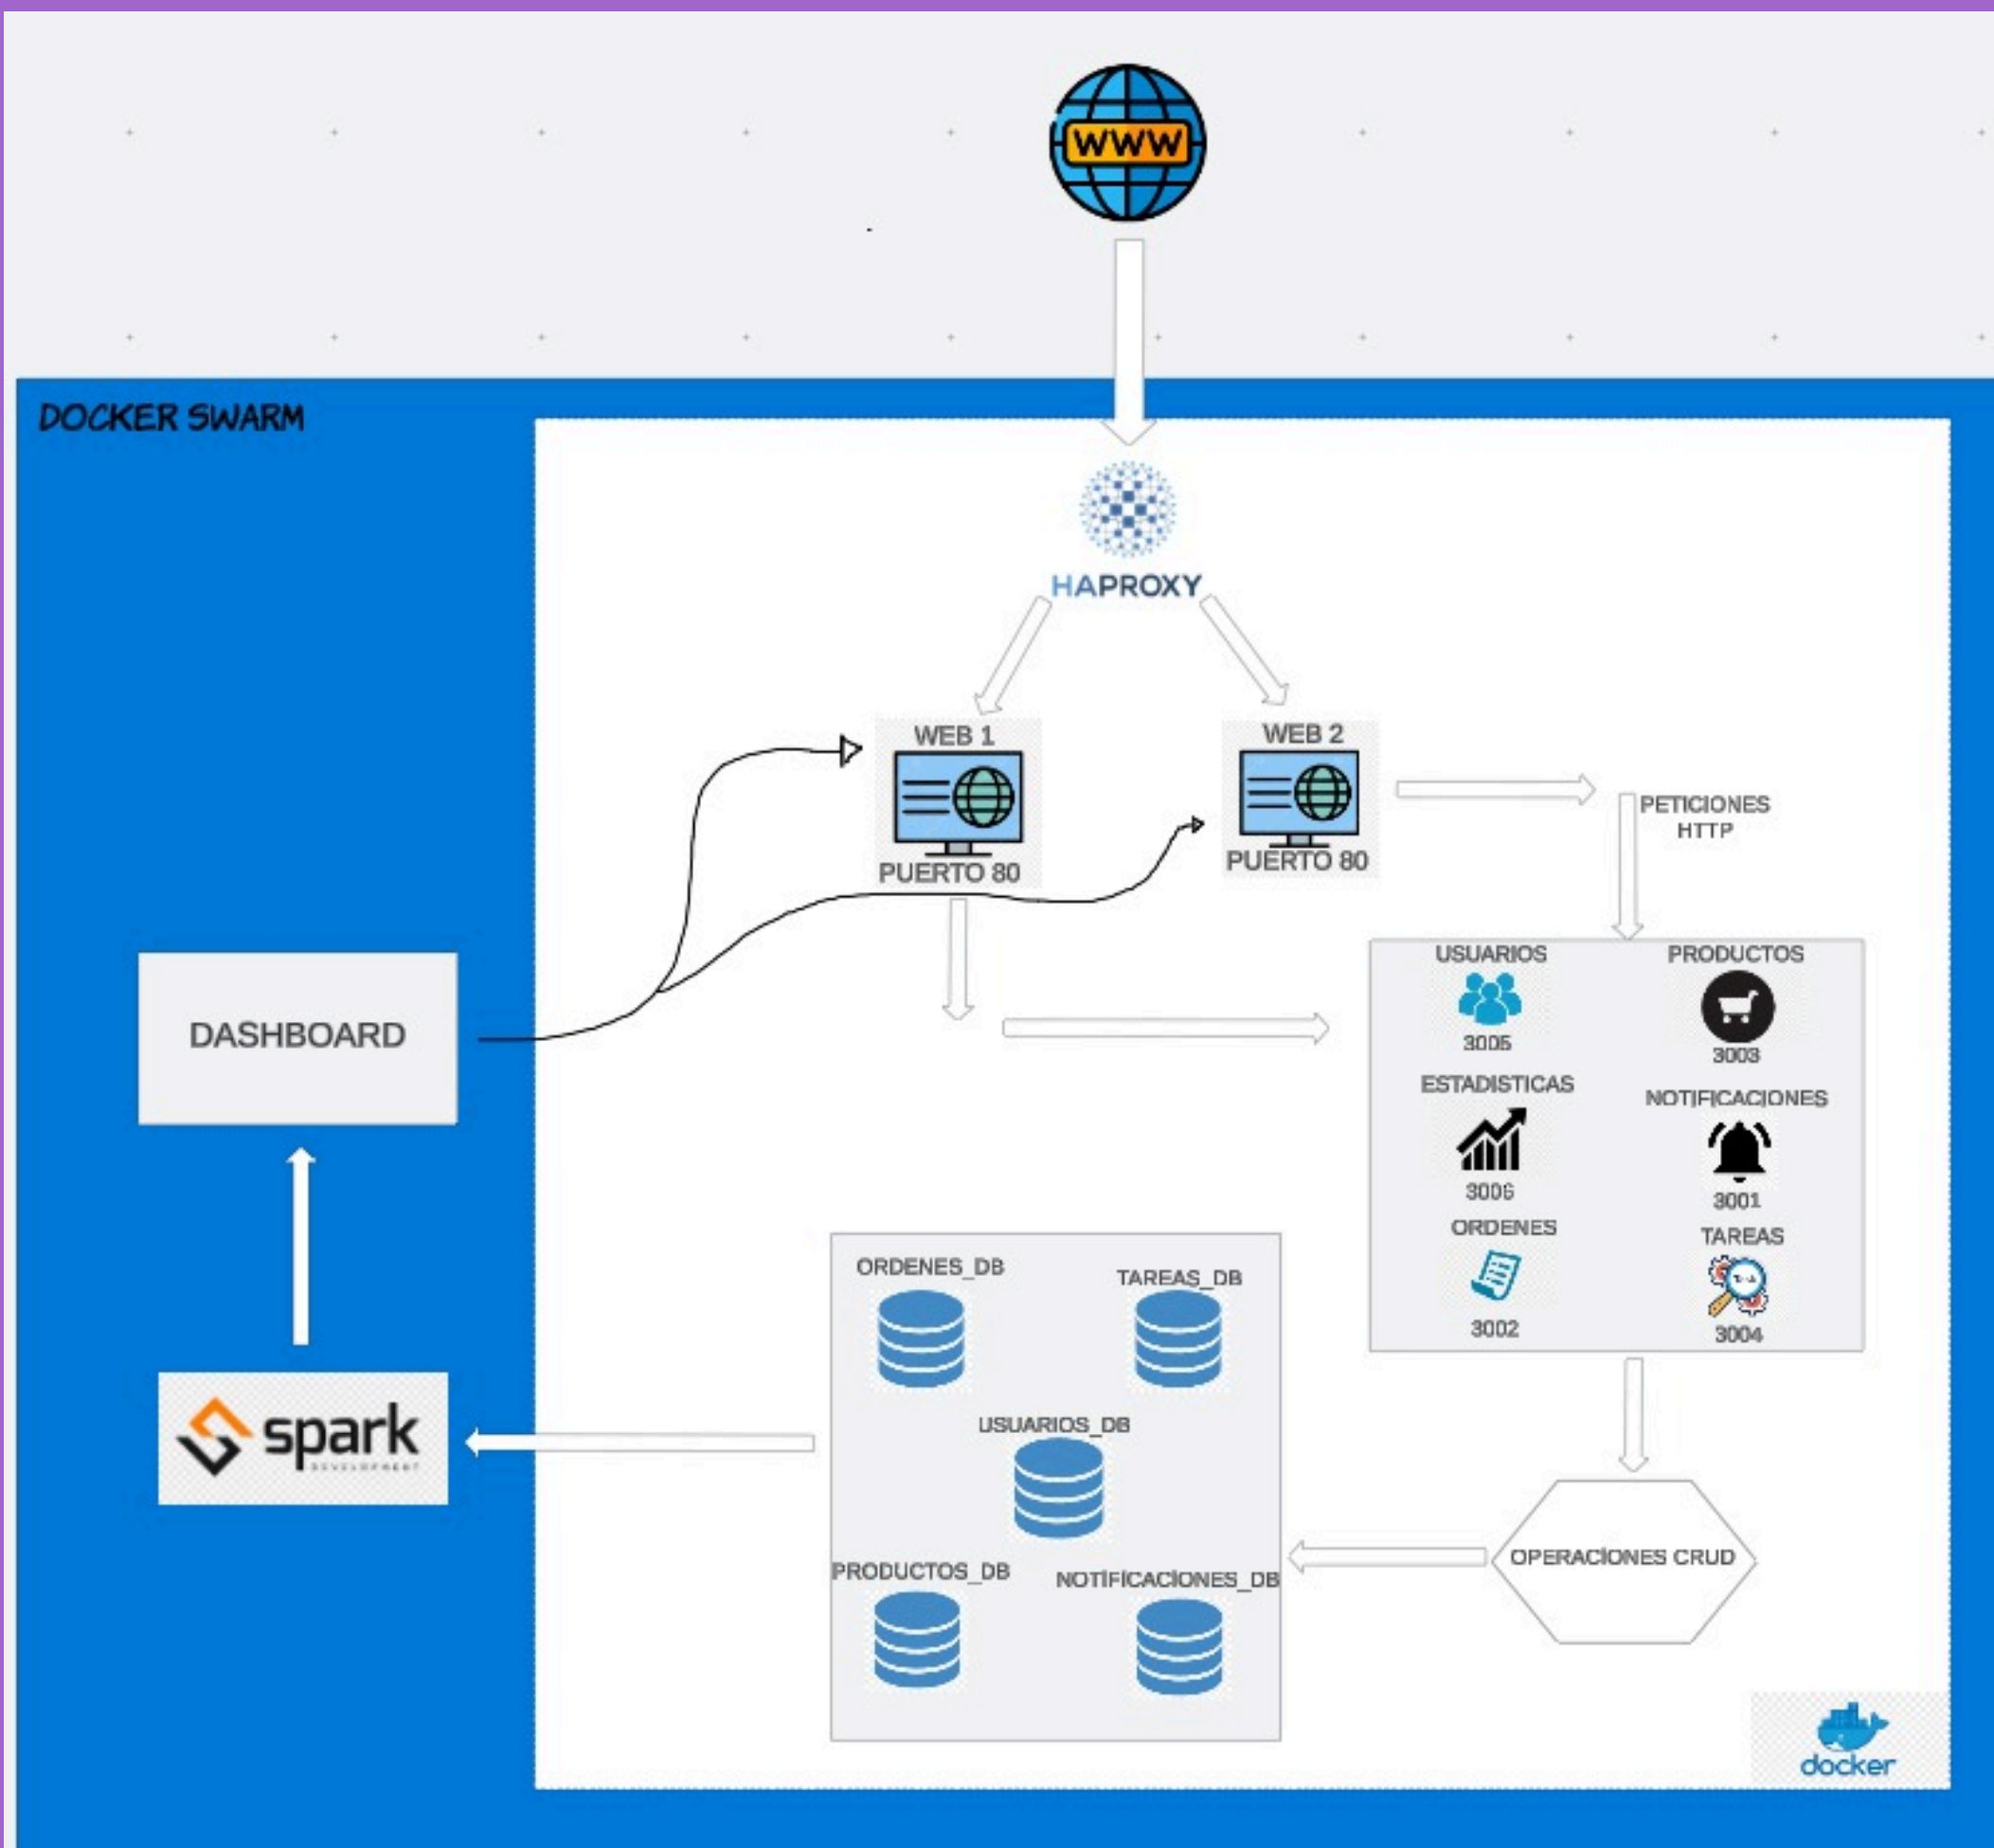 WWW
DOCKER SWARM
HAPROXY
WEB 1
PUERTO 80
WEB 2
PUERTO 80
PETICIONES
HTTP
DASHBOARD
USUARIOS
3005
PRODUCTOS
3003
ESTADISTICAS
3006
NOTIFICACIONES
3001
ORDENES
3002
TAREAS
3004
spark
DEVELOPMENT
ORDENES_DB
TAREAS_DB
USUARIOS_DB
PRODUCTOS_DB
NOTIFICACIONES_DB
OPERACIONES CRUD
docker